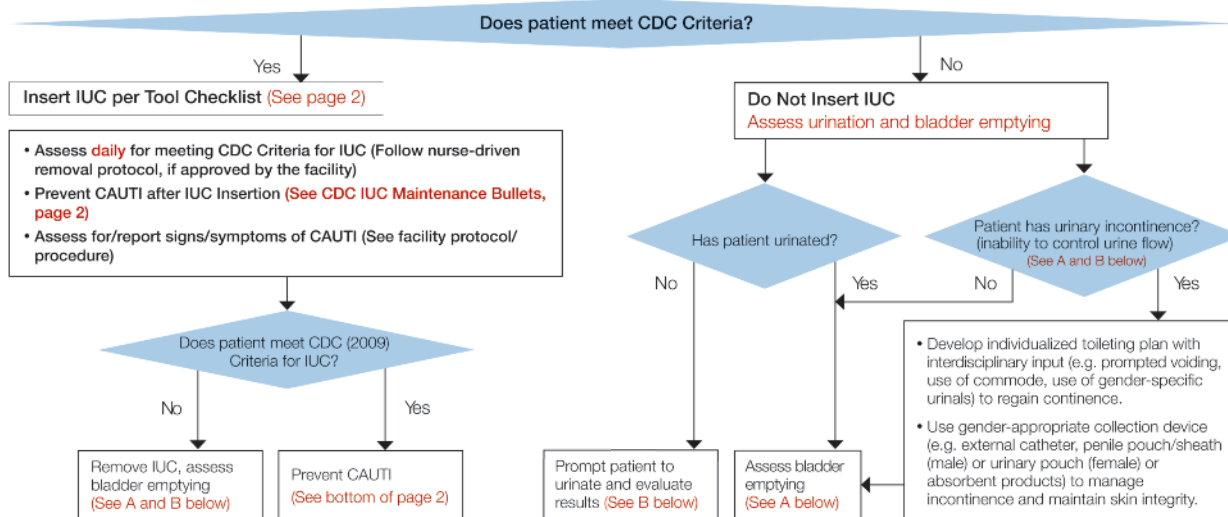 Does patient meet CDC Criteria?
Yes
No
Insert IUC per Tool Checklist (See page 2)
Do Not Insert IUC
Assess urination and bladder emptying
• Assess daily for meeting CDC Criteria for IUC (Follow nurse-driven
removal protocol, if approved by the facility)
• Prevent CAUTI after IUC Insertion (See CDC IUC Maintenance Bullets,
page 2)
• Assess for/report signs/symptoms of CAUTI (See facility protocol/
procedure)
Has patient urinated?
Patient has urinary incontinence?
(inability to control urine flow)
(See A and B below)
No
Yes
No
Yes
Does patient meet CDC (2009)
Criteria for IUC?
No
Yes
• Develop individualized toileting plan with
interdisciplinary input (e.g. prompted voiding,
use of commode, use of gender-specific
urinals) to regain continence.
• Use gender-appropriate collection device
(e.g. external catheter, penile pouch/sheath
(male) or urinary pouch (female) or
absorbent products) to manage
incontinence and maintain skin integrity.
Remove IUC, assess
bladder emptying
(See A and B below)
Prevent CAUTI
(See bottom of page 2)
Prompt patient to
urinate and evaluate
results (See B below)
Assess bladder
emptying
(See A below)